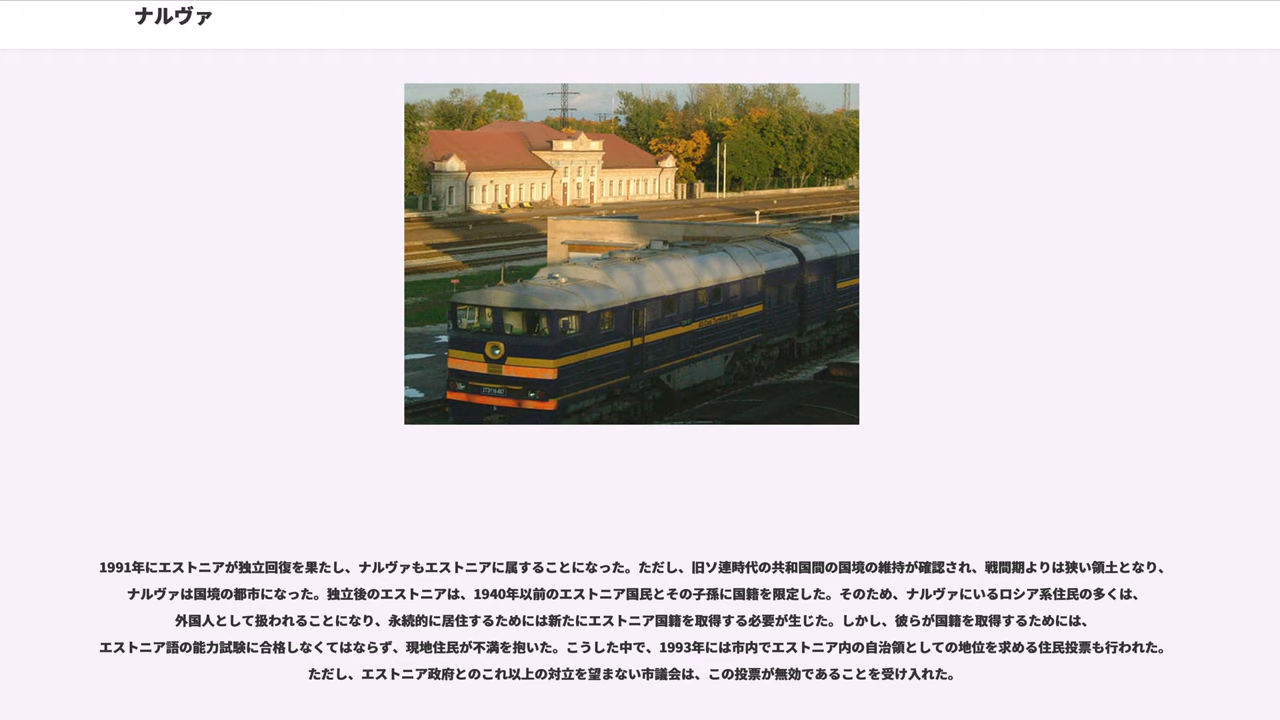 ナルヴァ
1991年にエストニアが独立回復を果たし、ナルヴァもエストニアに属することになった。ただし、旧ソ連時代の共和国間の国境の維持が確認され、戦間期よりは狭い領土となり、
ナルヴァは国境の都市になった。独立後のエストニアは、1940年以前のエストニア国民とその子孫に国籍を限定した。そのため、ナルヴァにいるロシア系住民の多くは、
外国人として扱われることになり、永続的に居住するためには新たにエストニア国籍を取得する必要が生じた。しかし、彼らが国籍を取得するためには、
エストニア語の能力試験に合格しなくてはならず、現地住民が不満を抱いた。こうした中で、1993年には市内でエストニア内の自治領としての地位を求める住民投票も行われた。
ただし、エストニア政府とのこれ以上の対立を望まない市議会は、この投票が無効であることを受け入れた。